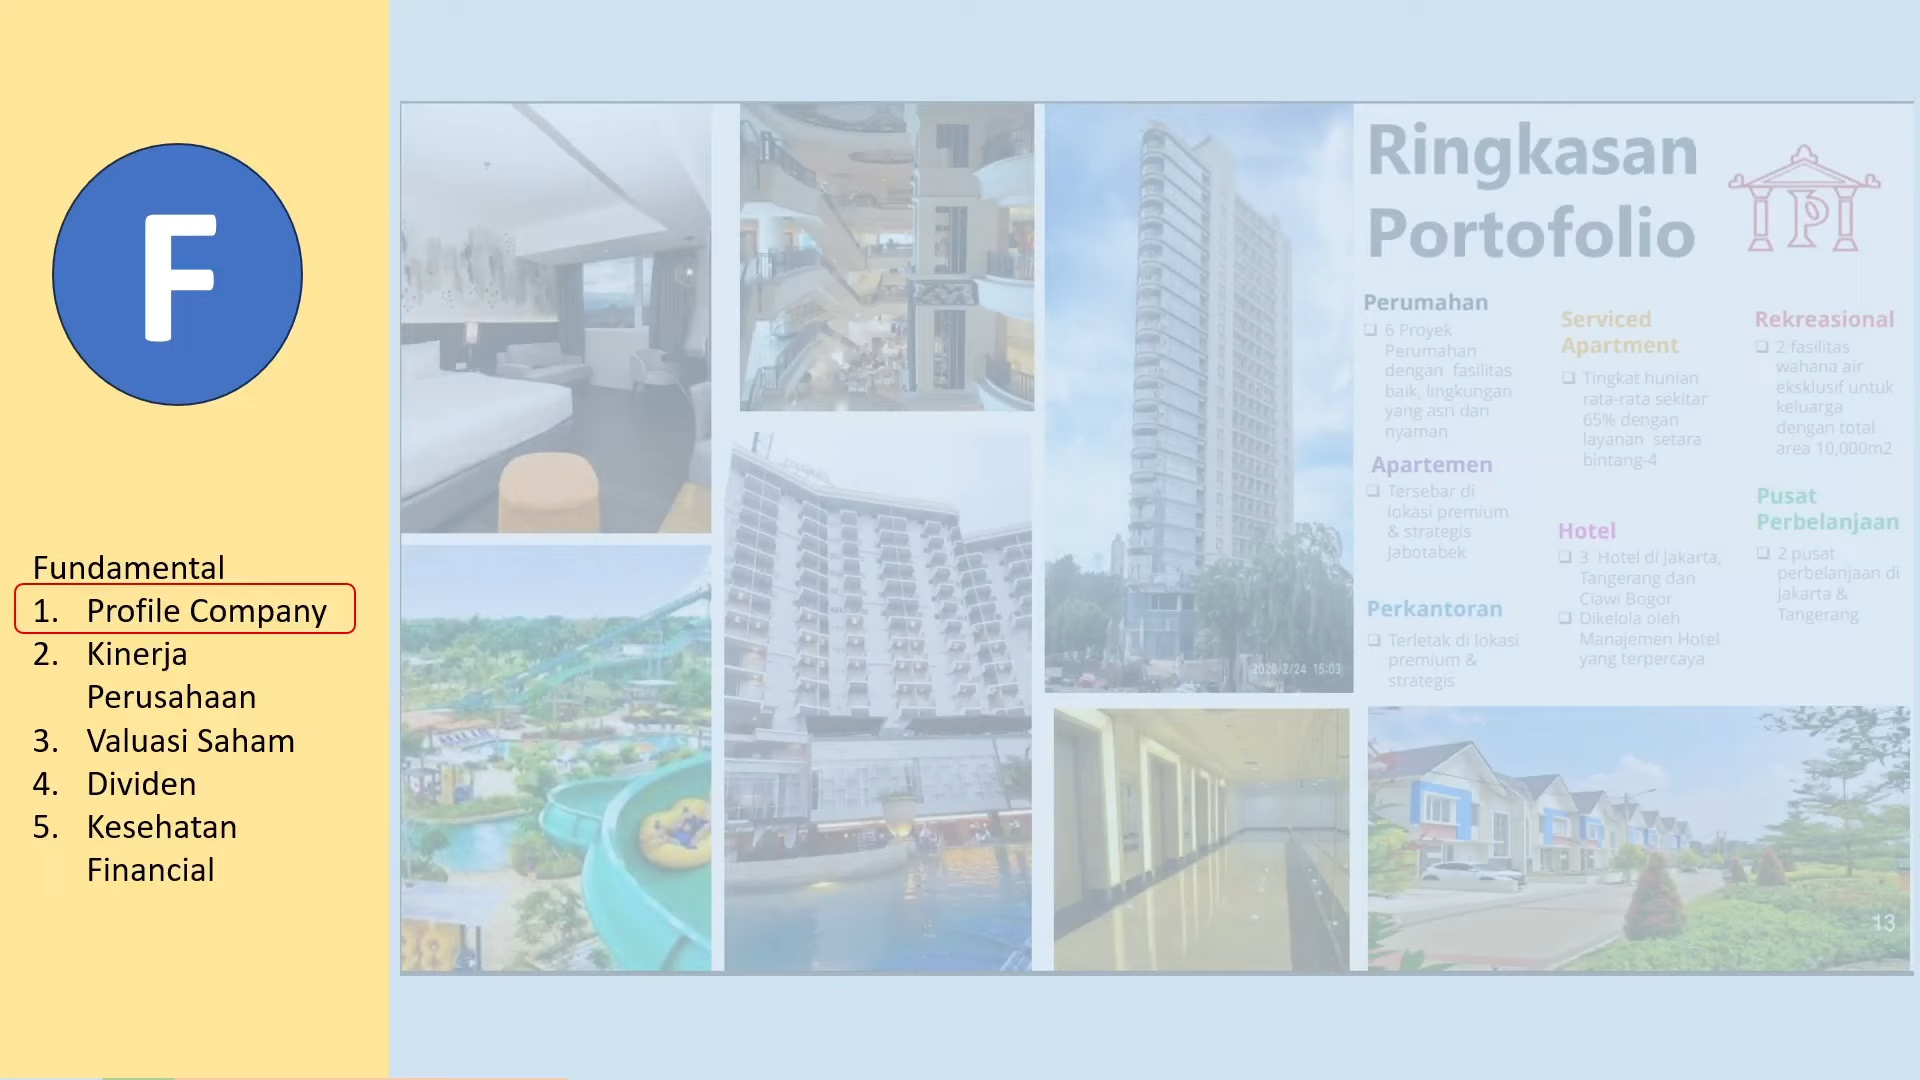 F
Fundamental
1. Profile Company
2. Kinerja
Perusahaan
3. Valuasi Saham
4. Dividen
5. Kesehatan
Financial
Ringkasan
Portofolio
Perumahan
6 Proyek
Perumahan
dengan fasilitas
baik, lingkungan
yang asri dan
nyaman
Apartemen
Tersebar di
lokasi premium
& strategis
Jabotabek
Perkantoran
Terletak di lokasi
premium &
strategis
Serviced
Apartment
Tingkat hunian
rata-rata sekitar
65% dengan
layanan setara
bintang-4
Hotel
3 Hotel di Jakarta,
Tangerang dan
Ciawi Bogor
Dikelola oleh
Manajemen Hotel
yang terpercaya
Rekreasional
2 fasilitas
wahana air
eksklusif untuk
keluarga
dengan total
area 10,000m2
Pusat
Perbelanjaan
2 pusat
perbelanjaan di
Jakarta &
Tangerang
2020/2/24 15:03
13